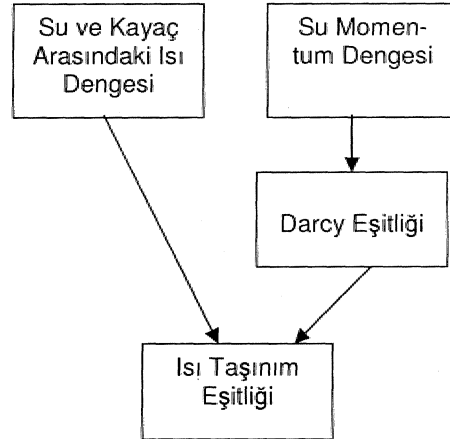 Su ve Kayaç
Arasındaki Isı
Dengesi
Su Momen-
tum Dengesi
Darcy Eşitliği
Isı Taşınım
Eşitliği